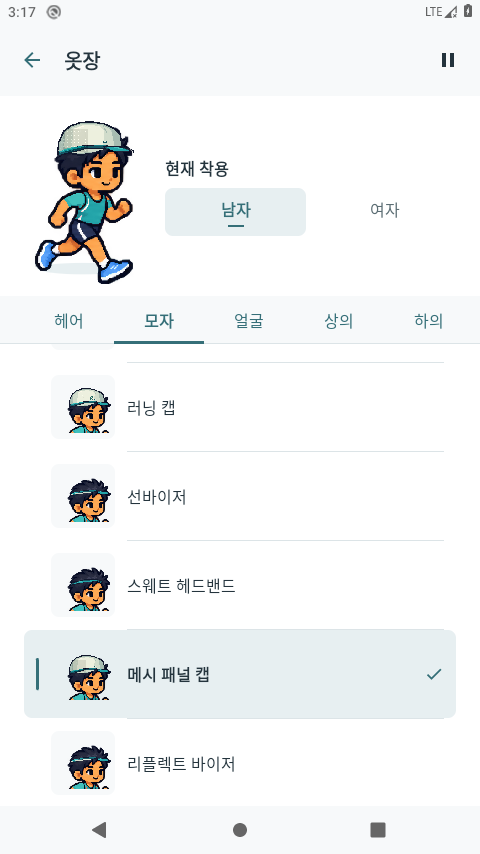 3:17
LTE
옷장
현재 착용
남자
여자
헤어
모자
얼굴
상의
하의
러닝 캡
선바이저
스웨트 헤드밴드
메시 패널 캡
리플렉트 바이저